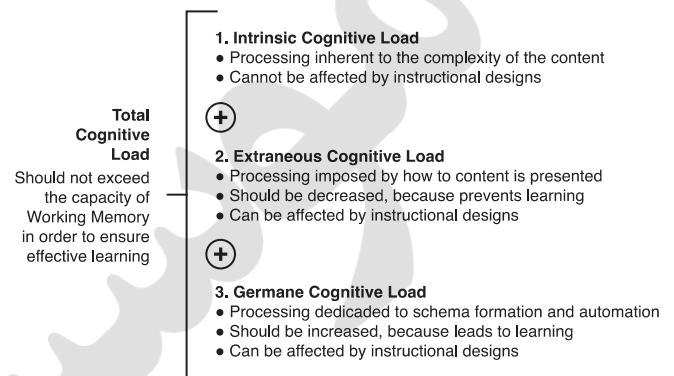 1. Intrinsic Cognitive Load
● Processing inherent to the complexity of the content
● Cannot be affected by instructional designs
+
Total
Cognitive
Load
Should not exceed
the capacity of
Working Memory
in order to ensure
effective learning
2. Extraneous Cognitive Load
● Processing imposed by how to content is presented
● Should be decreased, because prevents learning
● Can be affected by instructional designs
+
3. Germane Cognitive Load
● Processing dedicaded to schema formation and automation
● Should be increased, because leads to learning
● Can be affected by instructional designs